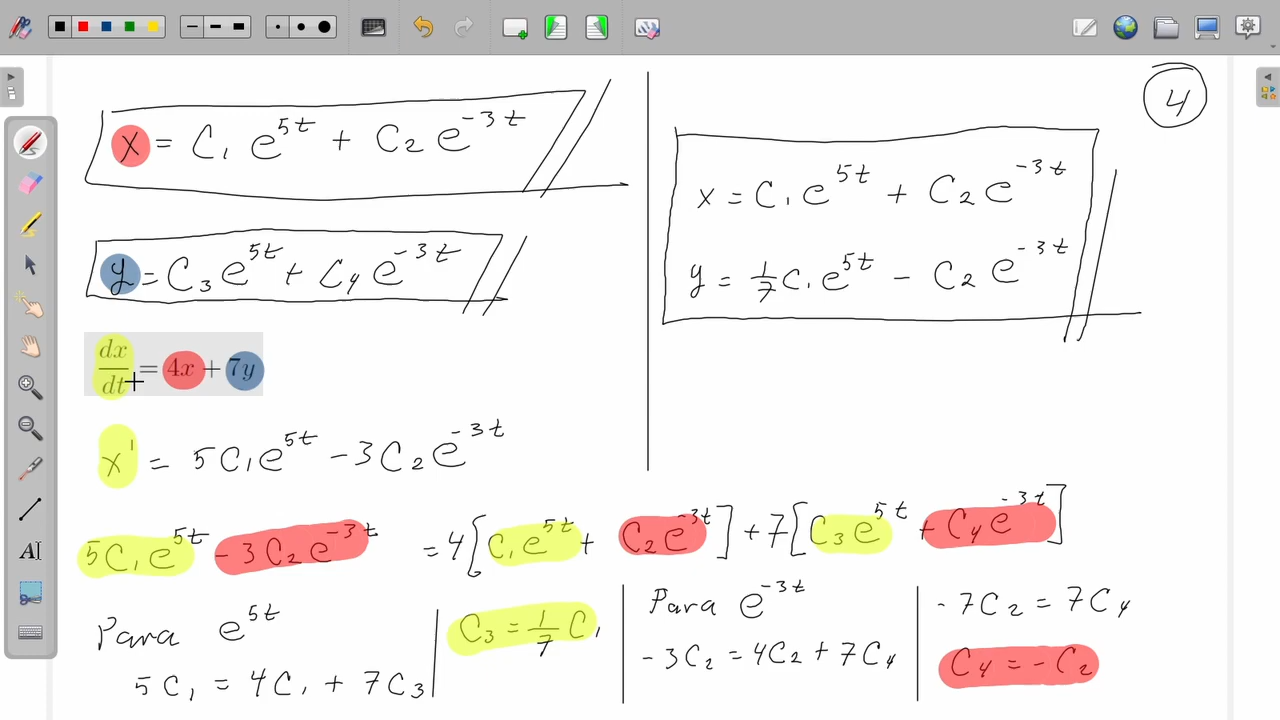 x = C₁ e^{5t} + C₂ e^{-3t}
y = C₃ e^{5t} + C₄ e^{-3t}
dx/dt = 4x + 7y
x' = 5C₁e^{5t} - 3C₂e^{-3t}
4
x = C₁e^{5t} + C₂e^{-3t}
y = 1/7 C₁e^{5t} - C₂e^{-3t}
5C₁e^{5t} - 3C₂e^{-3t} = 4[C₁e^{5t} + C₂e^{-3t}] + 7[C₃e^{5t} + C₄e^{-3t}]
Para e^{5t}
5C₁ = 4C₁ + 7C₃
C₃ = 1/7 C₁
Para e^{-3t}
-3C₂ = 4C₂ + 7C₄
-7C₂ = 7C₄
C₄ = -C₂
A